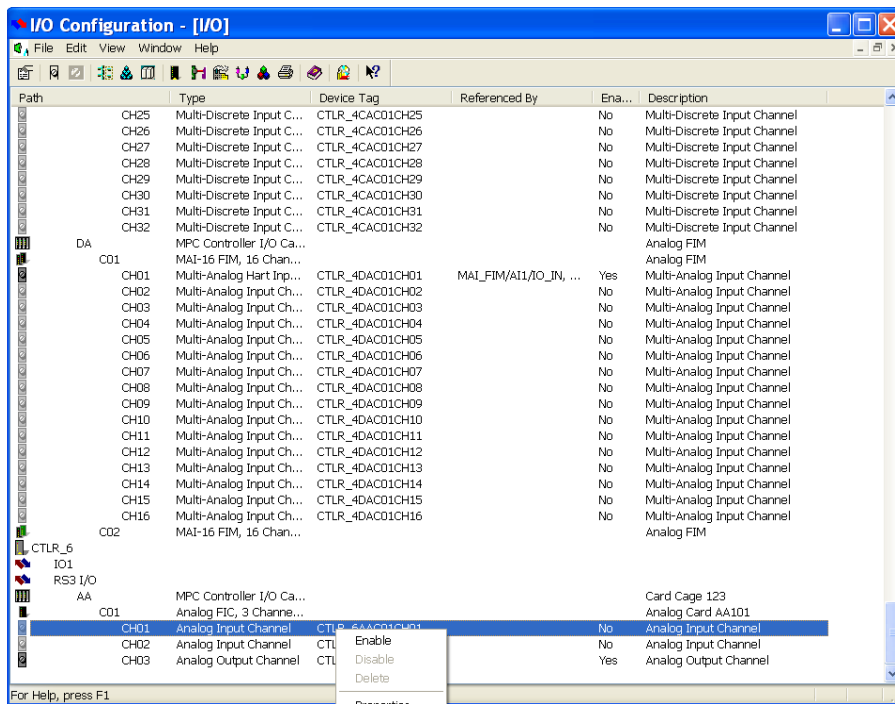 I/O Configuration - [I/O]
File Edit View Window Help
Path Type Device Tag Referenced By Ena... Description
CH25 Multi-Discrete Input C... CTLR_4CAC01CH25 No Multi-Discrete Input Channel
CH26 Multi-Discrete Input C... CTLR_4CAC01CH26 No Multi-Discrete Input Channel
CH27 Multi-Discrete Input C... CTLR_4CAC01CH27 No Multi-Discrete Input Channel
CH28 Multi-Discrete Input C... CTLR_4CAC01CH28 No Multi-Discrete Input Channel
CH29 Multi-Discrete Input C... CTLR_4CAC01CH29 No Multi-Discrete Input Channel
CH30 Multi-Discrete Input C... CTLR_4CAC01CH30 No Multi-Discrete Input Channel
CH31 Multi-Discrete Input C... CTLR_4CAC01CH31 No Multi-Discrete Input Channel
CH32 Multi-Discrete Input C... CTLR_4CAC01CH32 No Multi-Discrete Input Channel
DA MPC Controller I/O Ca... Analog FIM
C01 MAI-16 FIM, 16 Chan... Analog FIM
CH01 Multi-Analog Hart Inp... CTLR_4DAC01CH01 MAI_FIM/AI1/IO_IN, ... Yes Multi-Analog Input Channel
CH02 Multi-Analog Input Ch... CTLR_4DAC01CH02 No Multi-Analog Input Channel
CH03 Multi-Analog Input Ch... CTLR_4DAC01CH03 No Multi-Analog Input Channel
CH04 Multi-Analog Input Ch... CTLR_4DAC01CH04 No Multi-Analog Input Channel
CH05 Multi-Analog Input Ch... CTLR_4DAC01CH05 No Multi-Analog Input Channel
CH06 Multi-Analog Input Ch... CTLR_4DAC01CH06 No Multi-Analog Input Channel
CH07 Multi-Analog Input Ch... CTLR_4DAC01CH07 No Multi-Analog Input Channel
CH08 Multi-Analog Input Ch... CTLR_4DAC01CH08 No Multi-Analog Input Channel
CH09 Multi-Analog Input Ch... CTLR_4DAC01CH09 No Multi-Analog Input Channel
CH10 Multi-Analog Input Ch... CTLR_4DAC01CH10 No Multi-Analog Input Channel
CH11 Multi-Analog Input Ch... CTLR_4DAC01CH11 No Multi-Analog Input Channel
CH12 Multi-Analog Input Ch... CTLR_4DAC01CH12 No Multi-Analog Input Channel
CH13 Multi-Analog Input Ch... CTLR_4DAC01CH13 No Multi-Analog Input Channel
CH14 Multi-Analog Input Ch... CTLR_4DAC01CH14 No Multi-Analog Input Channel
CH15 Multi-Analog Input Ch... CTLR_4DAC01CH15 No Multi-Analog Input Channel
CH16 Multi-Analog Input Ch... CTLR_4DAC01CH16 No Multi-Analog Input Channel
C02 MAI-16 FIM, 16 Chan... Analog FIM
CTLR_6
IO1
RS3 I/O
AA MPC Controller I/O Ca... Card Cage 123
C01 Analog FIC, 3 Channe... Analog Card AA101
CH01 Analog Input Channel CTLR_6AAC01CH01 No Analog Input Channel
CH02 Analog Input Channel CTL No Analog Input Channel
CH03 Analog Output Channel CTL Yes Analog Output Channel
Enable
Disable
Delete
Properties
For Help, press F1